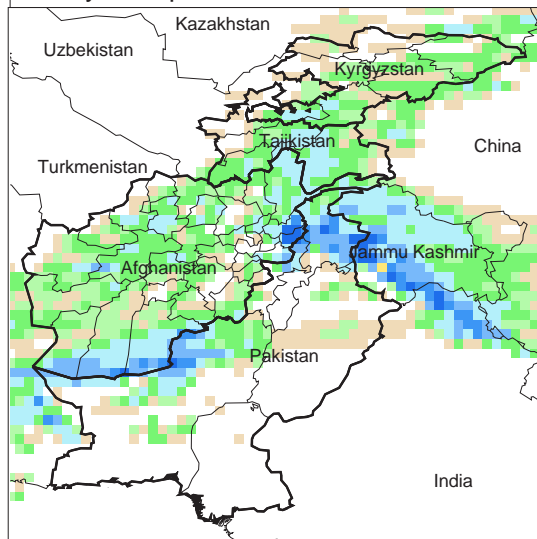 Kazakhstan
Uzbekistan
Kyrgyzstan
Tajikistan
China
Turkmenistan
Jammu Kashmir
Afghanistan
Pakistan
India